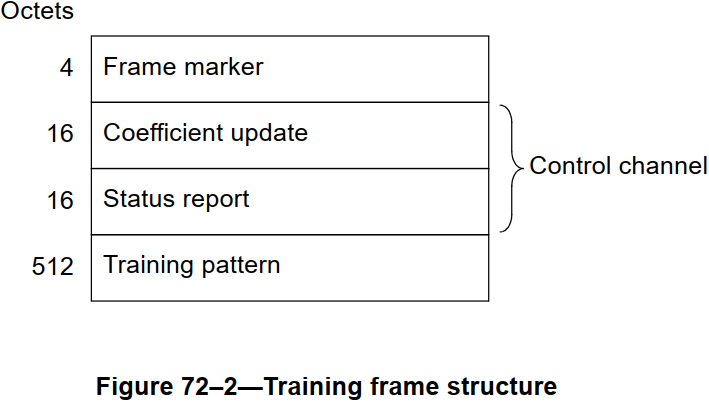 Octets
4 Frame marker
16 Coefficient update
Control channel
16 Status report
512 Training pattern
Figure 72–2—Training frame structure